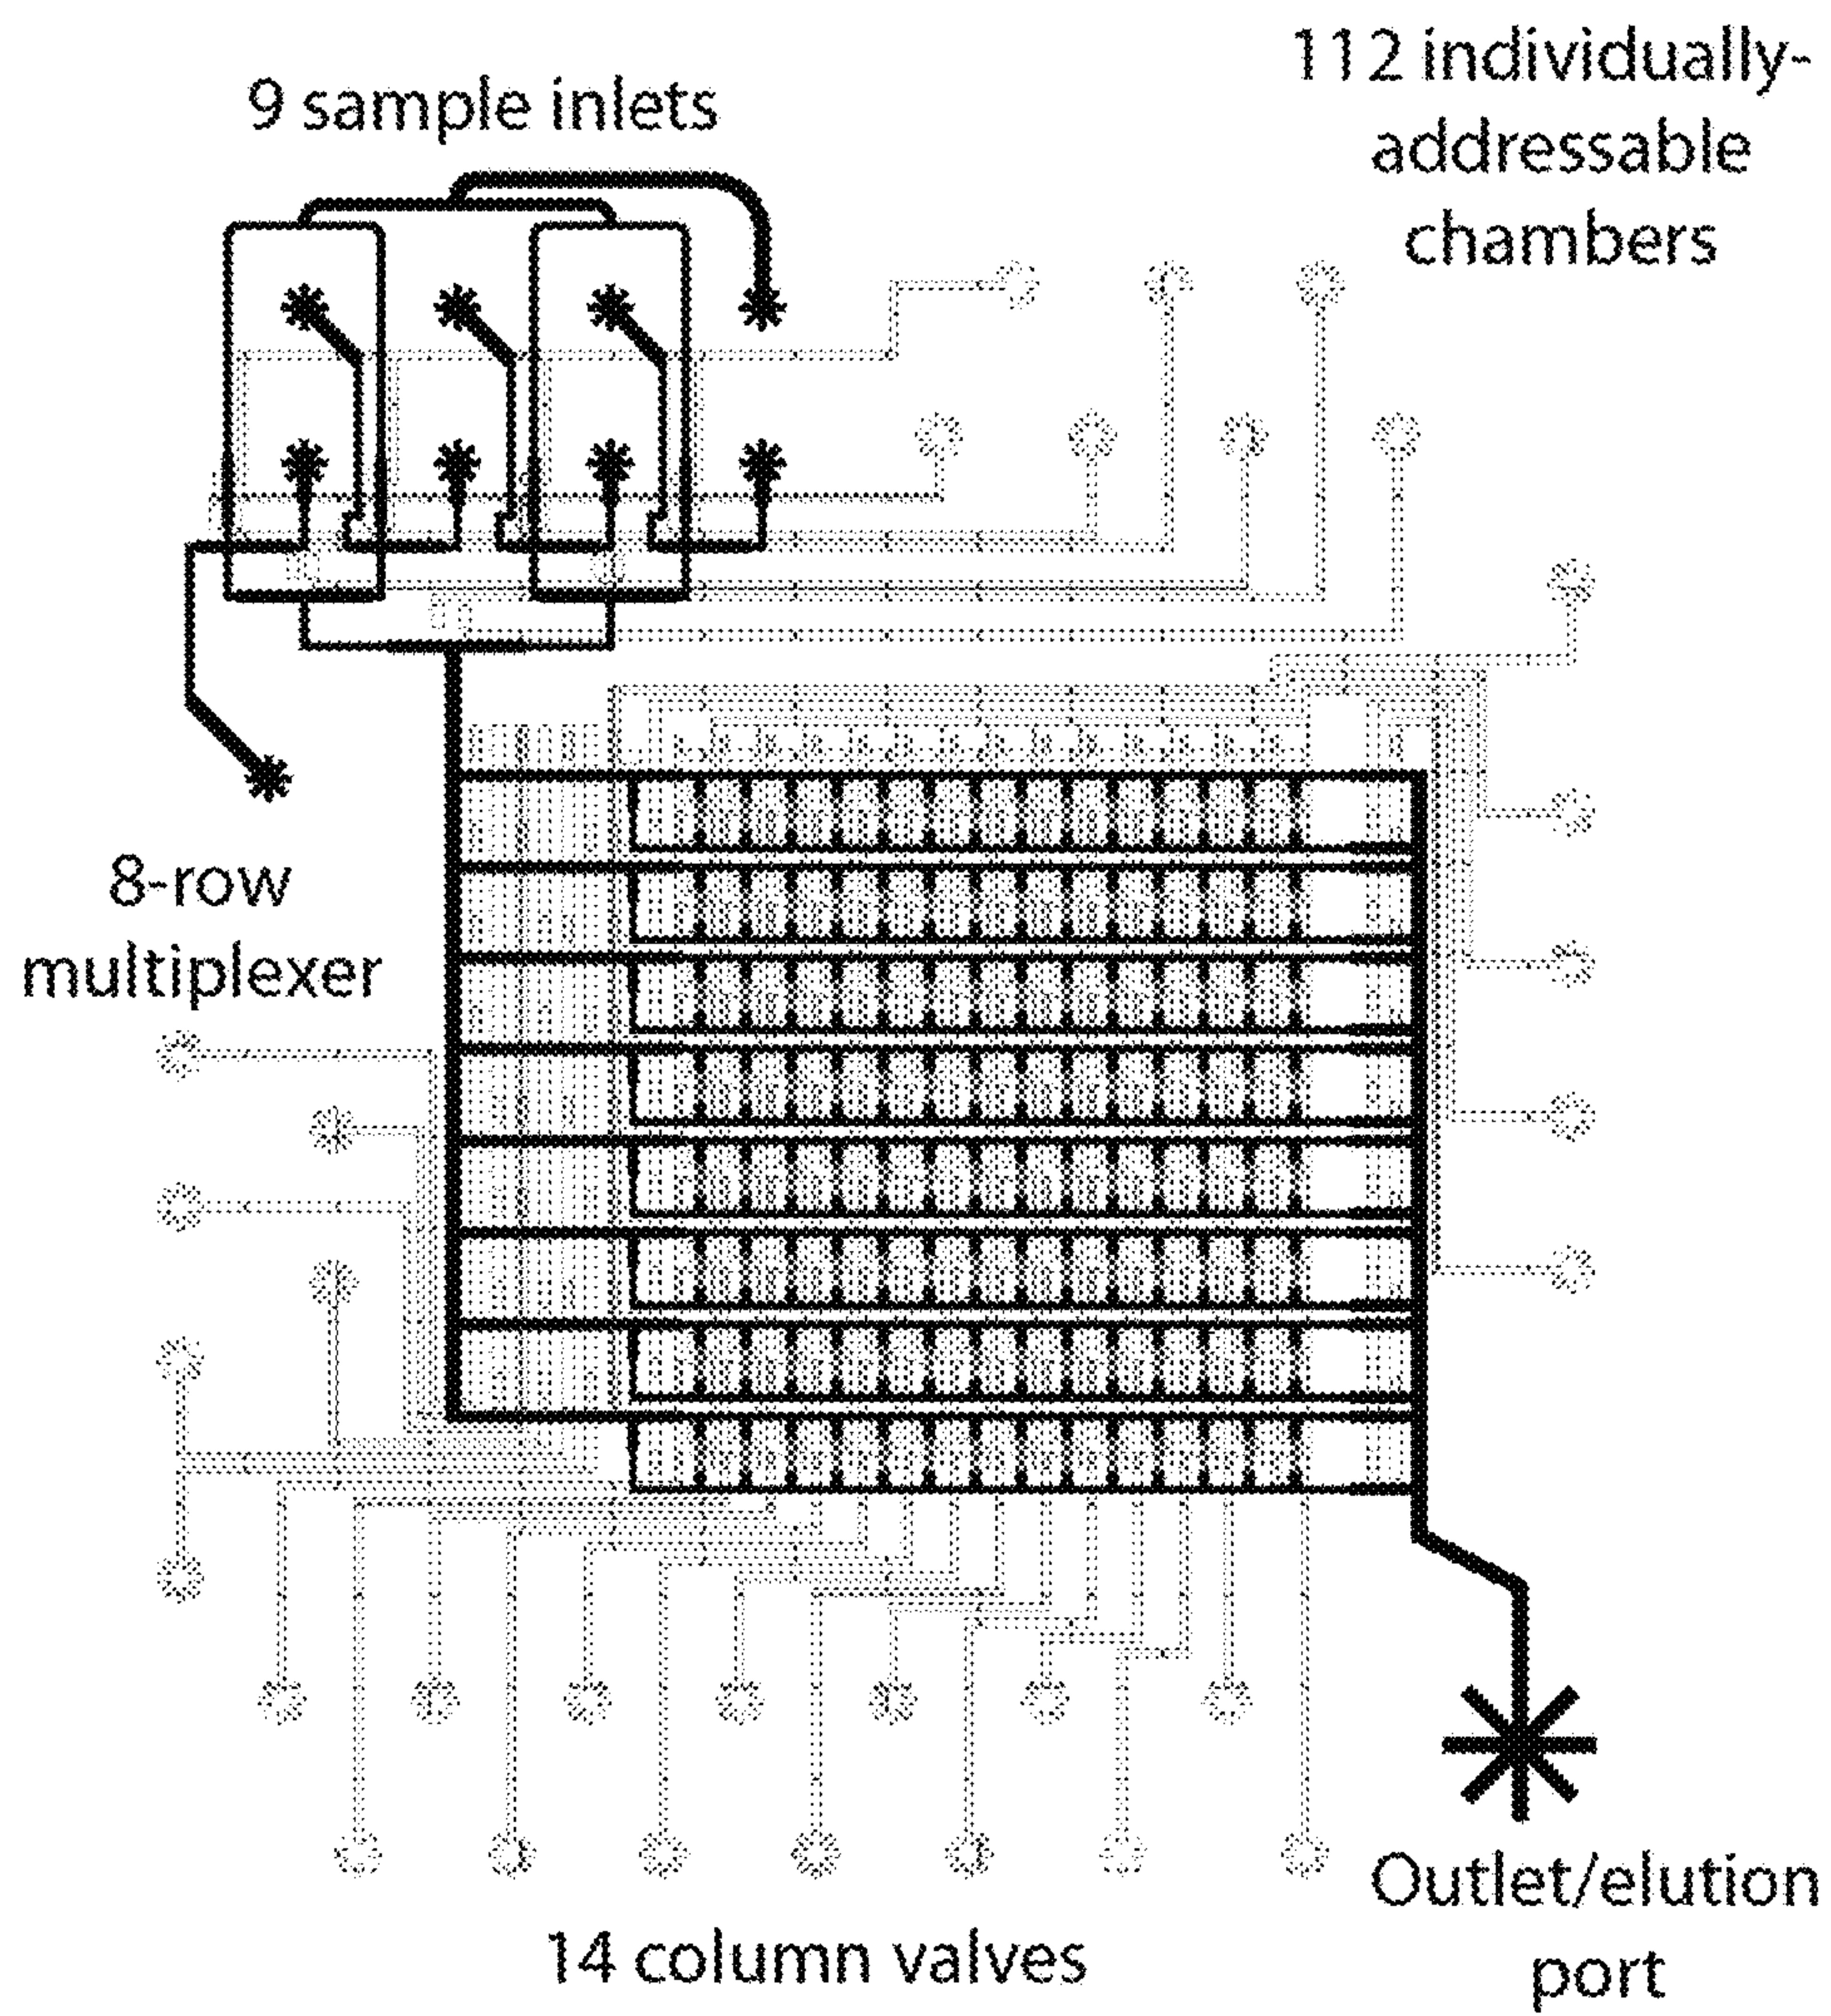 9 sample inlets
112 individually-
addressable
chambers
8-row
multiplexer
14 column valves
Outlet/elution
port